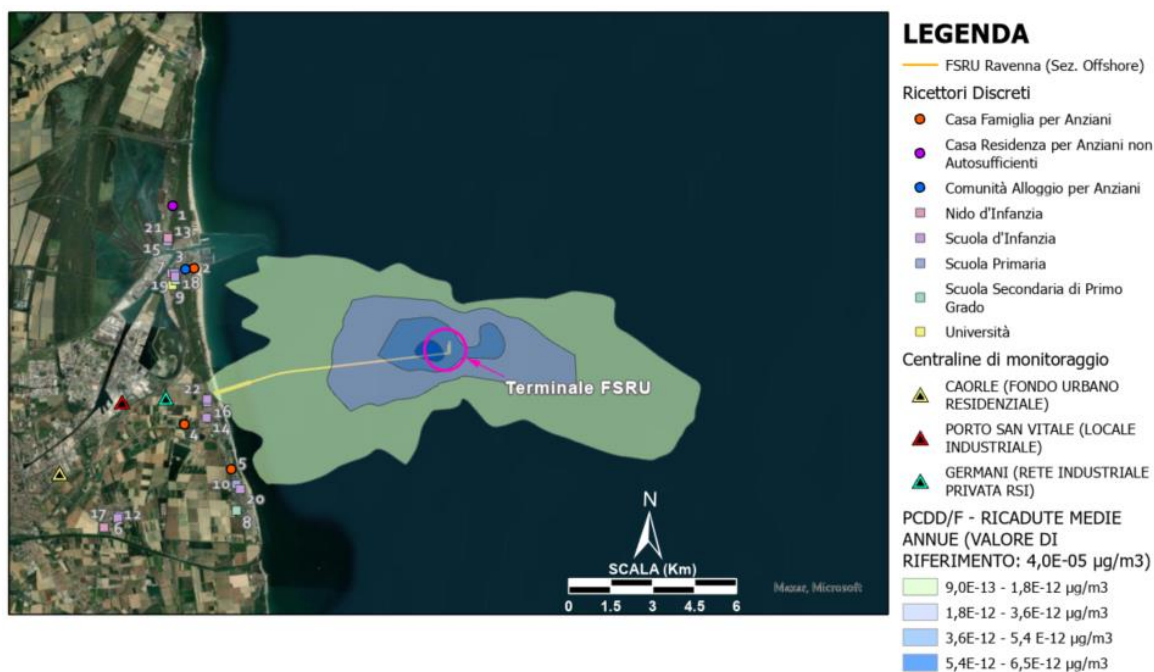 LEGENDA
FSRU Ravenna (Sez. Offshore)
Ricettori Discreti
Casa Famiglia per Anziani
Casa Residenza per Anziani non
Autosufficienti
Comunità Alloggio per Anziani
Nido d'Infanzia
Scuola d'Infanzia
Scuola Primaria
Scuola Secondaria di Primo
Grado
Università
Centraline di monitoraggio
CAORLE (FONDO URBANO
RESIDENZIALE)
PORTO SAN VITALE (LOCALE
INDUSTRIALE)
GERMANI (RETE INDUSTRIALE
PRIVATA RSI)
PCDD/F - RICADUTE MEDIE
ANNUE (VALORE DI
RIFERIMENTO: 4,0E-05 µg/m3)
9,0E-13 - 1,8E-12 µg/m3
1,8E-12 - 3,6E-12 µg/m3
3,6E-12 - 5,4 E-12 µg/m3
5,4E-12 - 6,5E-12 µg/m3
1
21 13
15
3
2
18
19
9
Terminale FSRU
22
16
14
4
5
10
20
8
17 12
6
N
SCALA (Km)
0 1.5 3 4.5 6
Maxar, Microsoft